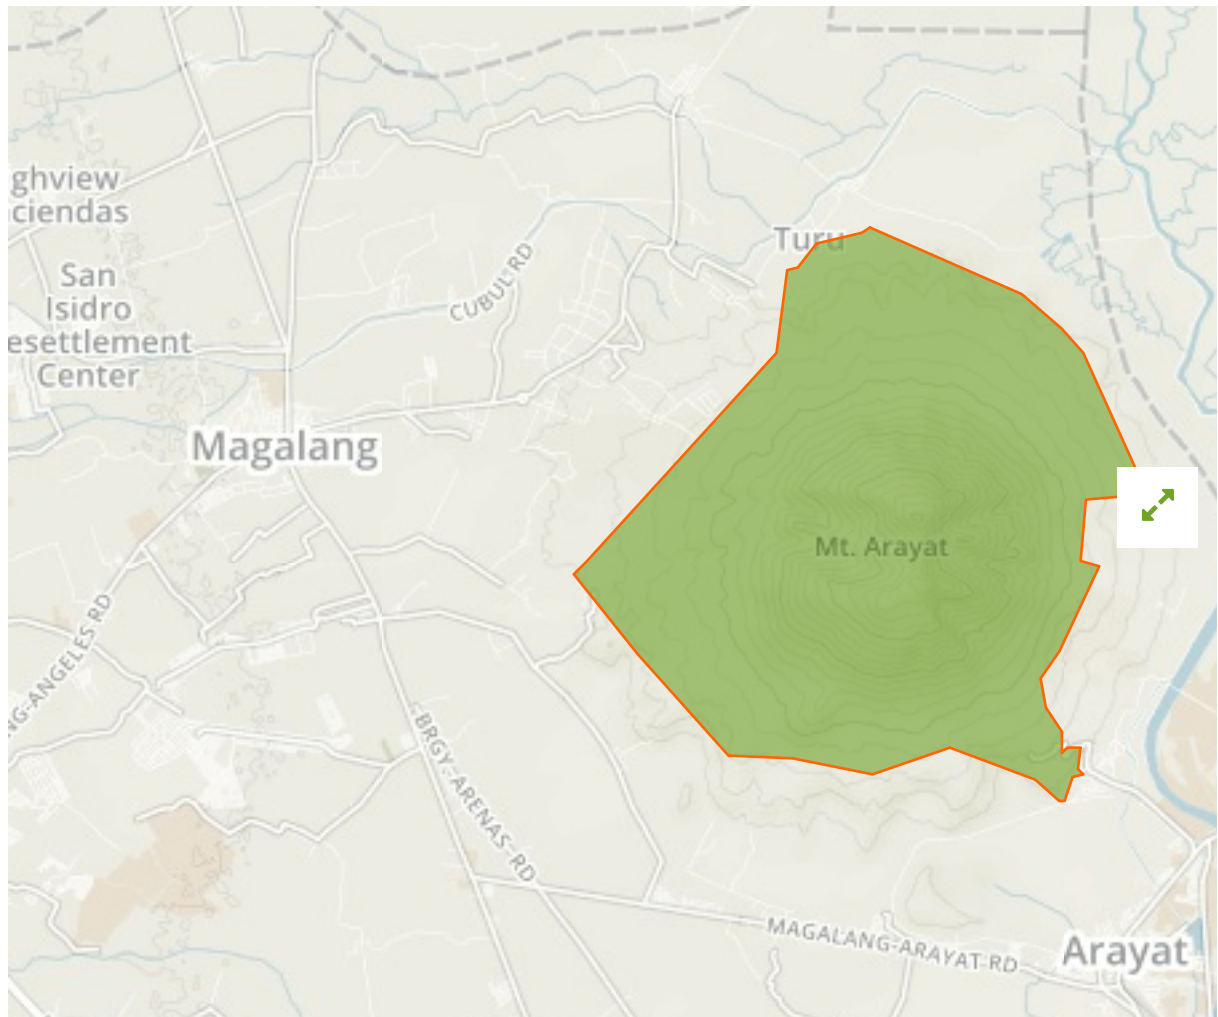 ghview
ciendas
Turu
San
Isidro
esettlement
Center
CUBUL RD
Magalang
Mt. Arayat
NG-ANGELES RD
BRGY-ARENAS-RD
MAGALANG-ARAYAT RD
Arayat